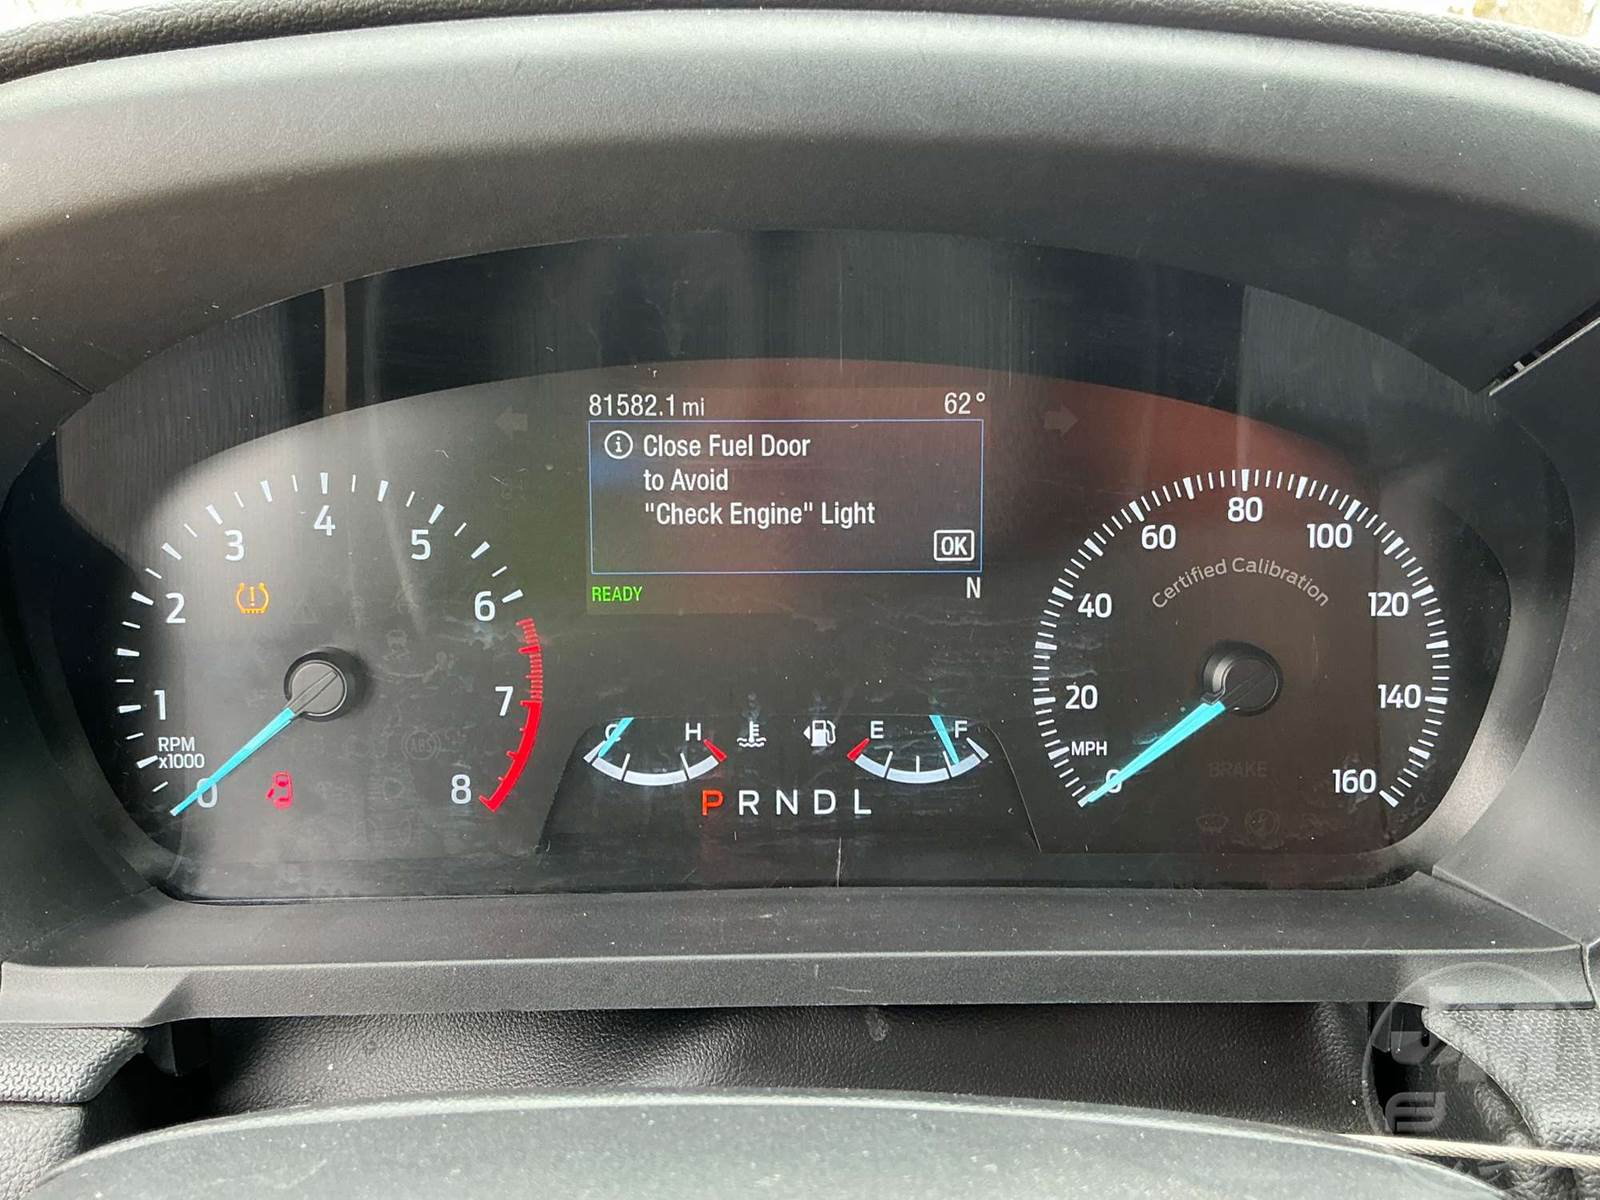 81582.1 mi 62°
Close Fuel Door
to Avoid
"Check Engine" Light
OK
READY N
0 1 2 3 4 5 6 7 8
RPM
x1000
ABS
C H E F
P R N D L
0 20 40 60 80 100 120 140 160
Certified Calibration
MPH
BRAKE